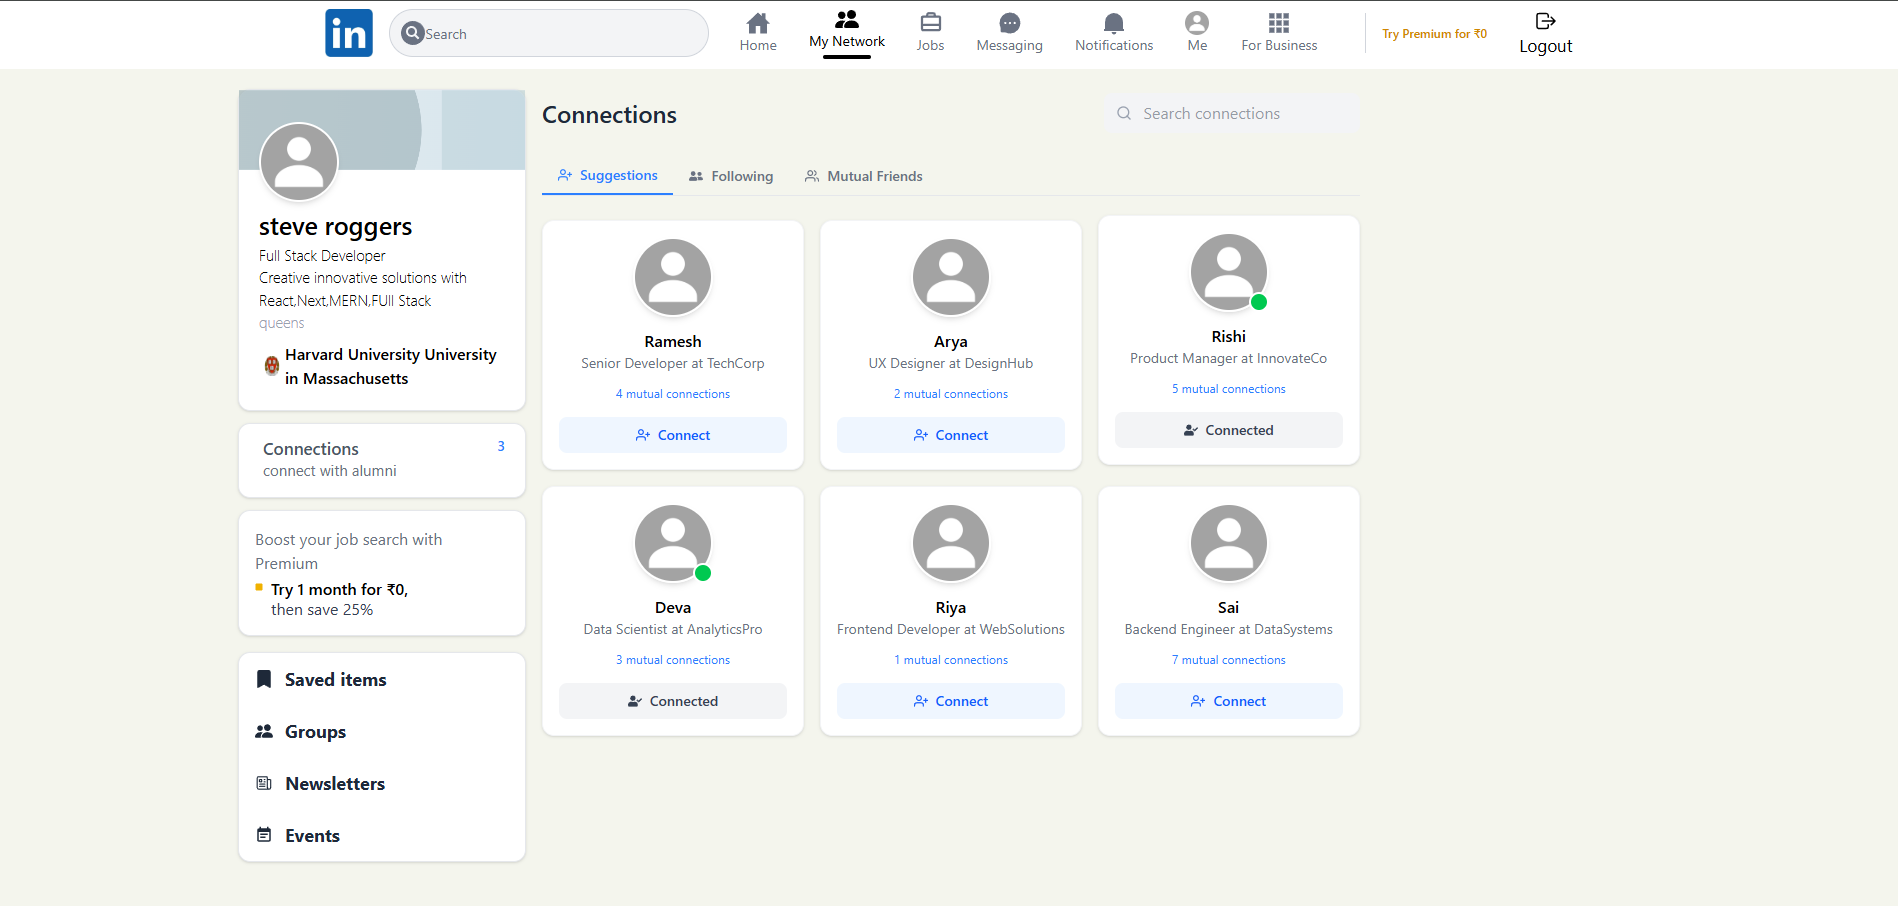 in
Search
Home
My Network
Jobs
Messaging
Notifications
Me
For Business
Try Premium for ₹0
Logout
steve roggers
Full Stack Developer
Creative innovative solutions with
React,Next,MERN,FUll Stack
queens
Harvard University University
in Massachusetts
Connections
3
connect with alumni
Boost your job search with
Premium
Try 1 month for ₹0,
then save 25%
Saved items
Groups
Newsletters
Events
Connections
Search connections
Suggestions
Following
Mutual Friends
Ramesh
Senior Developer at TechCorp
4 mutual connections
Connect
Arya
UX Designer at DesignHub
2 mutual connections
Connect
Rishi
Product Manager at InnovateCo
5 mutual connections
Connected
Deva
Data Scientist at AnalyticsPro
3 mutual connections
Connected
Riya
Frontend Developer at WebSolutions
1 mutual connections
Connect
Sai
Backend Engineer at DataSystems
7 mutual connections
Connect